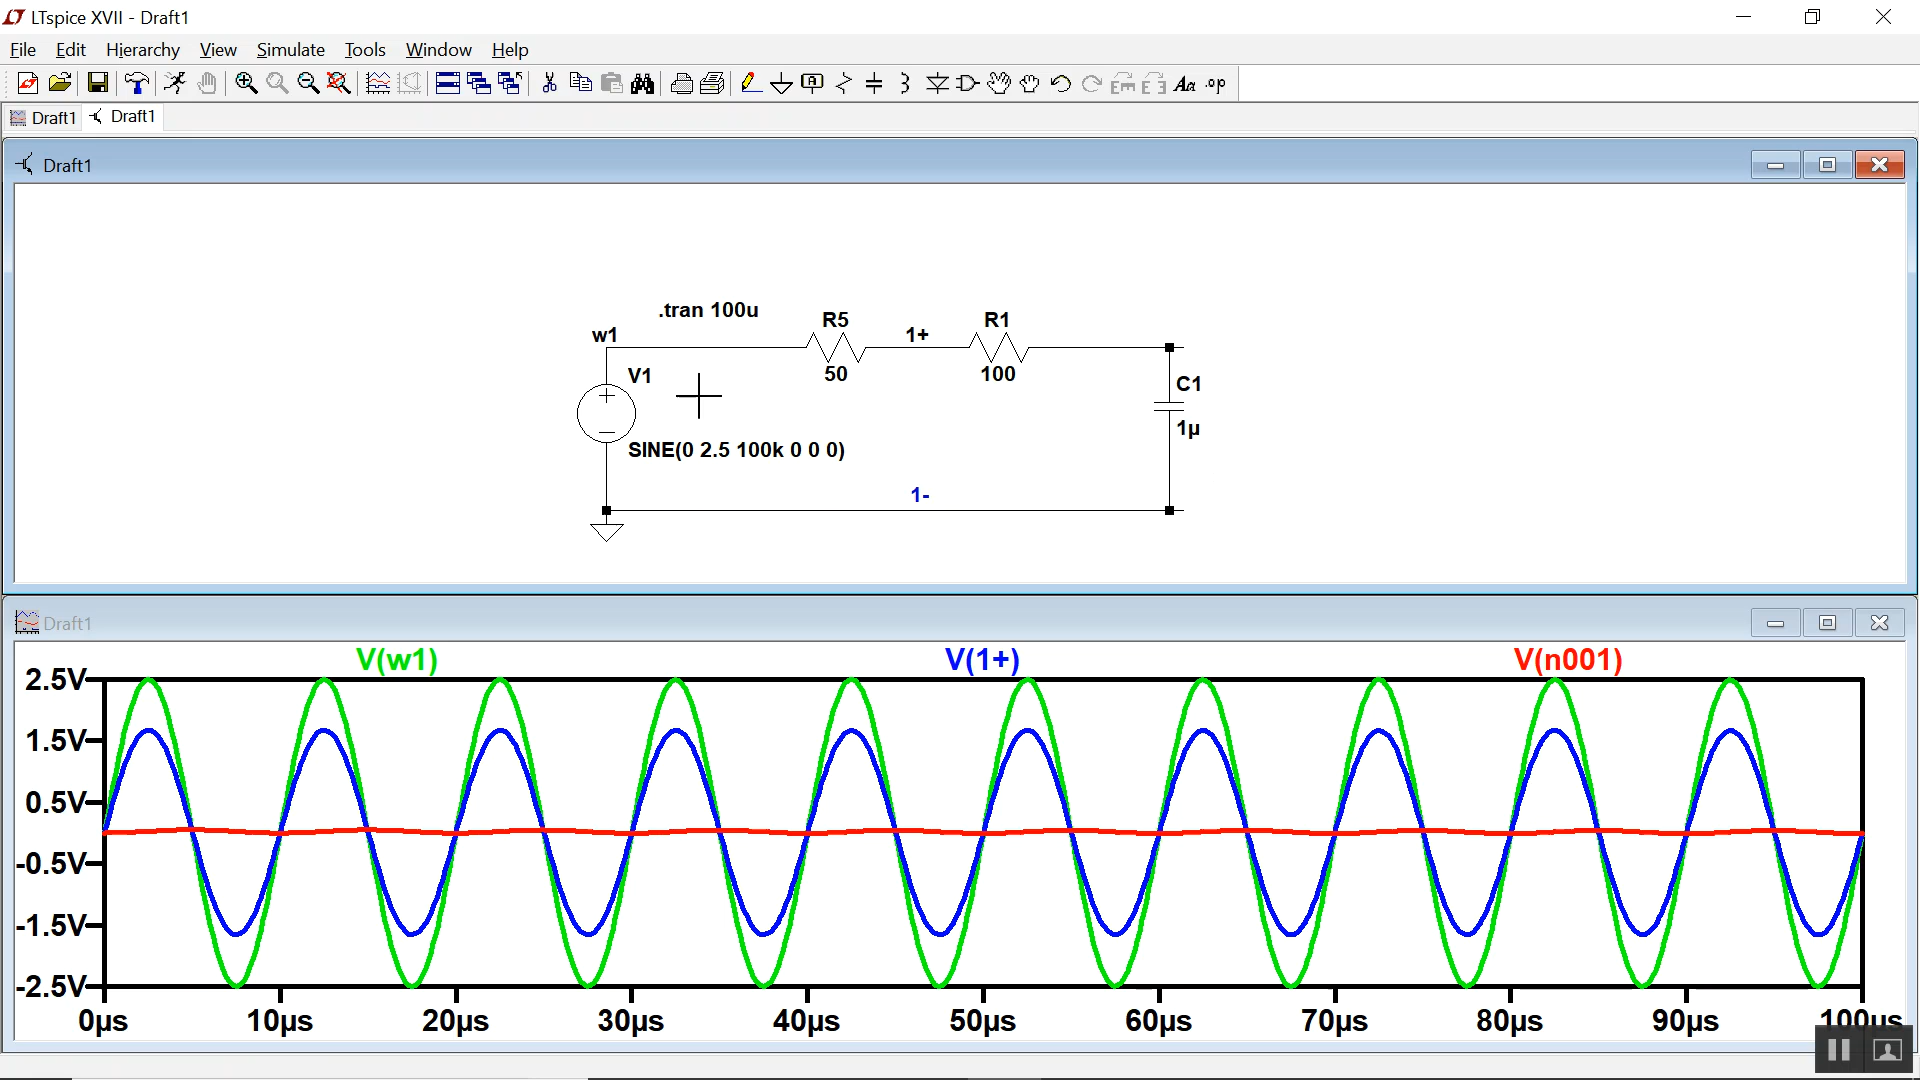 LTspice XVII - Draft1
File Edit Hierarchy View Simulate Tools Window Help
.op
Draft1 Draft1
Draft1
.tran 100u
w1 R5 1+ R1
V1 50 100 C1
1µ
SINE(0 2.5 100k 0 0 0)
1-
Draft1
V(w1) V(1+) V(n001)
2.5V
1.5V
0.5V
-0.5V
-1.5V
-2.5V
0µs 10µs 20µs 30µs 40µs 50µs 60µs 70µs 80µs 90µs 100µs